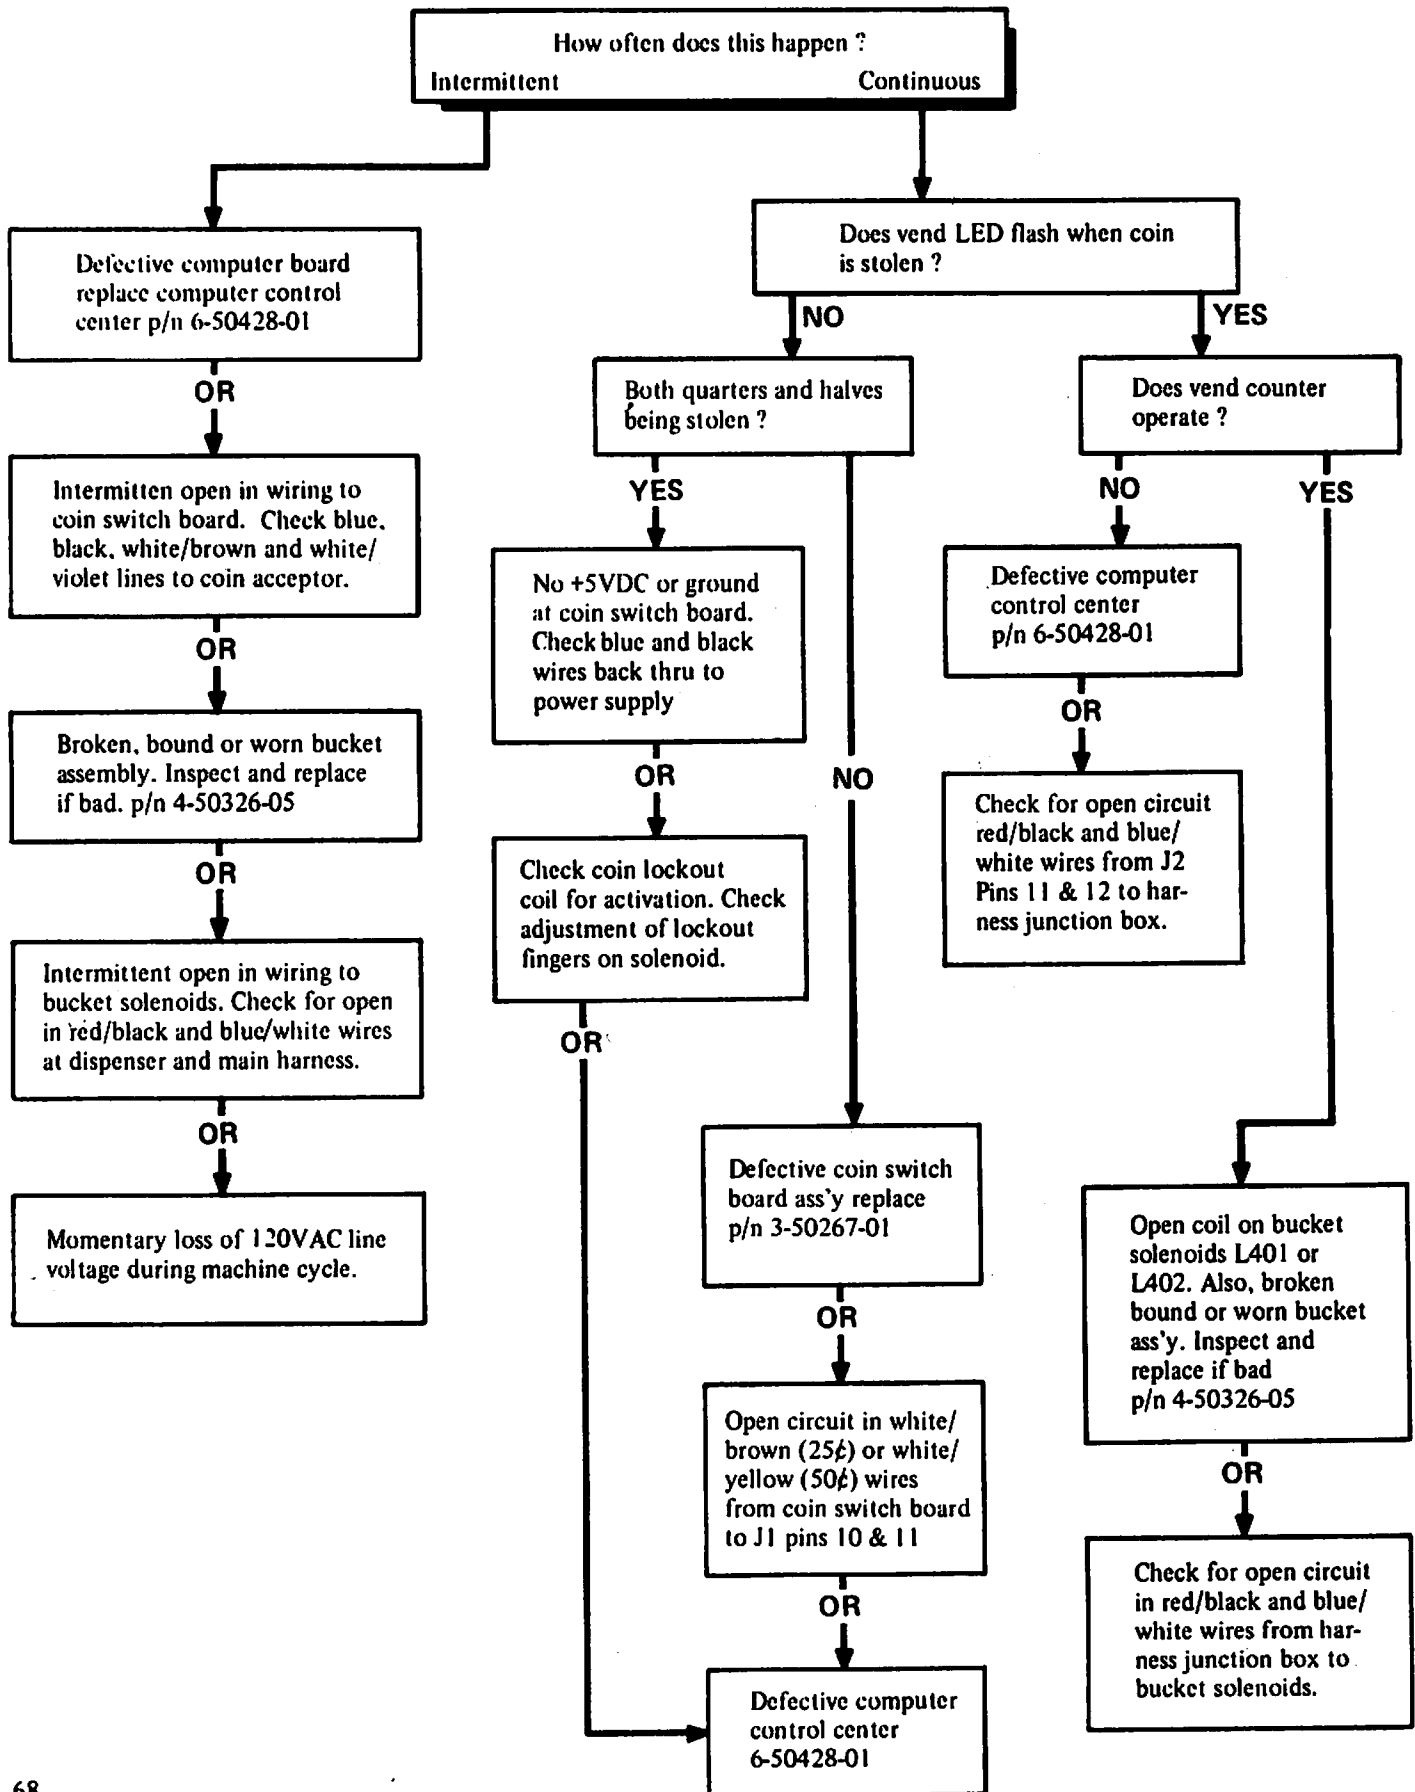 How often does this happen ?
Intermittent Continuous
Defective computer board
replace computer control
center p/n 6-50428-01
OR
Intermitten open in wiring to
coin switch board. Check blue,
black, white/brown and white/
violet lines to coin acceptor.
OR
Broken, bound or worn bucket
assembly. Inspect and replace
if bad. p/n 4-50326-05
OR
Intermittent open in wiring to
bucket solenoids. Check for open
in red/black and blue/white wires
at dispenser and main harness.
OR
Momentary loss of 120VAC line
voltage during machine cycle.
Does vend LED flash when coin
is stolen ?
NO
YES
Both quarters and halves
being stolen ?
YES
NO
No +5VDC or ground
at coin switch board.
Check blue and black
wires back thru to
power supply
OR
Check coin lockout
coil for activation. Check
adjustment of lockout
fingers on solenoid.
OR
Defective coin switch
board ass'y replace
p/n 3-50267-01
OR
Open circuit in white/
brown (25¢) or white/
yellow (50¢) wires
from coin switch board
to J1 pins 10 & 11
OR
Defective computer
control center
6-50428-01
Does vend counter
operate ?
NO
YES
Defective computer
control center
p/n 6-50428-01
OR
Check for open circuit
red/black and blue/
white wires from J2
Pins 11 & 12 to har-
ness junction box.
Open coil on bucket
solenoids L401 or
L402. Also, broken
bound or worn bucket
ass'y. Inspect and
replace if bad
p/n 4-50326-05
OR
Check for open circuit
in red/black and blue/
white wires from har-
ness junction box to
bucket solenoids.
68